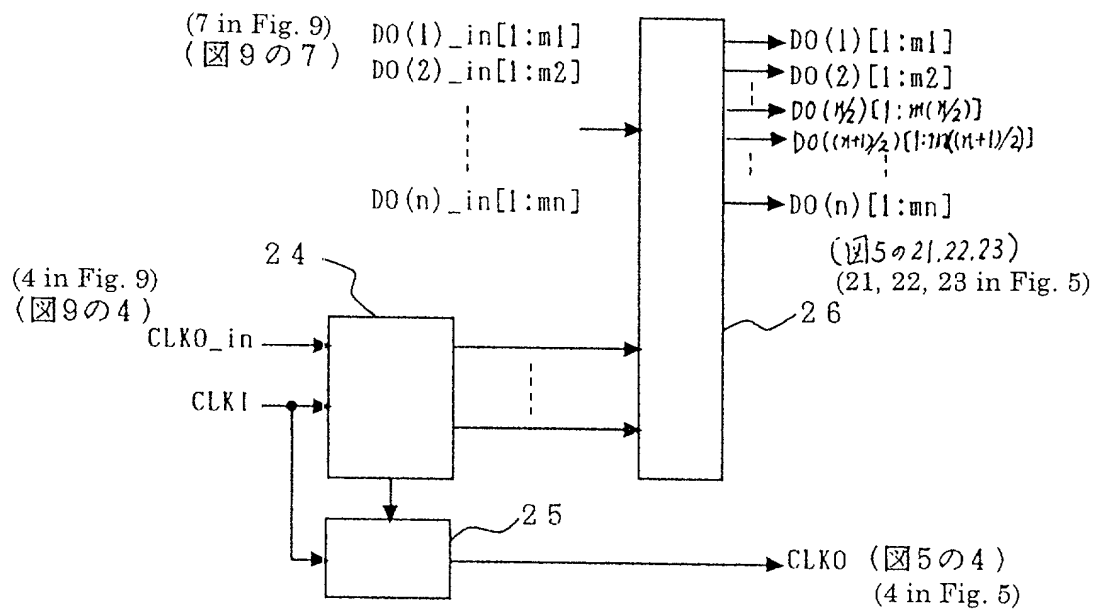 (7 in Fig. 9)
(図9の7)
DO(1)_in[1:m1]
DO(2)_in[1:m2]
DO(n)_in[1:mn]
DO(1)[1:m1]
DO(2)[1:m2]
DO(n/2)[1:m(n/2)]
DO((n+1)/2)[1:m((n+1)/2)]
DO(n)[1:mn]
(図5の21,22,23)
(21, 22, 23 in Fig. 5)
24
26
(4 in Fig. 9)
(図9の4)
CLKO_in
CLKI
25
CLKO (図5の4)
(4 in Fig. 5)